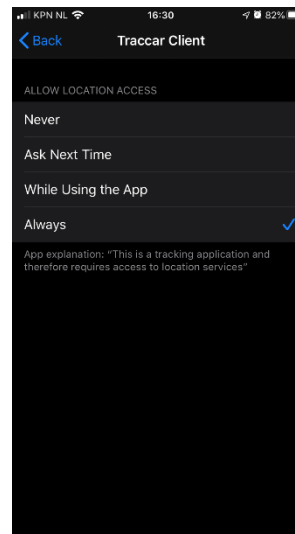 KPN NL 16:30 82%
Back Traccar Client
ALLOW LOCATION ACCESS
Never
Ask Next Time
While Using the App
Always
App explanation: "This is a tracking application and
therefore requires access to location services"